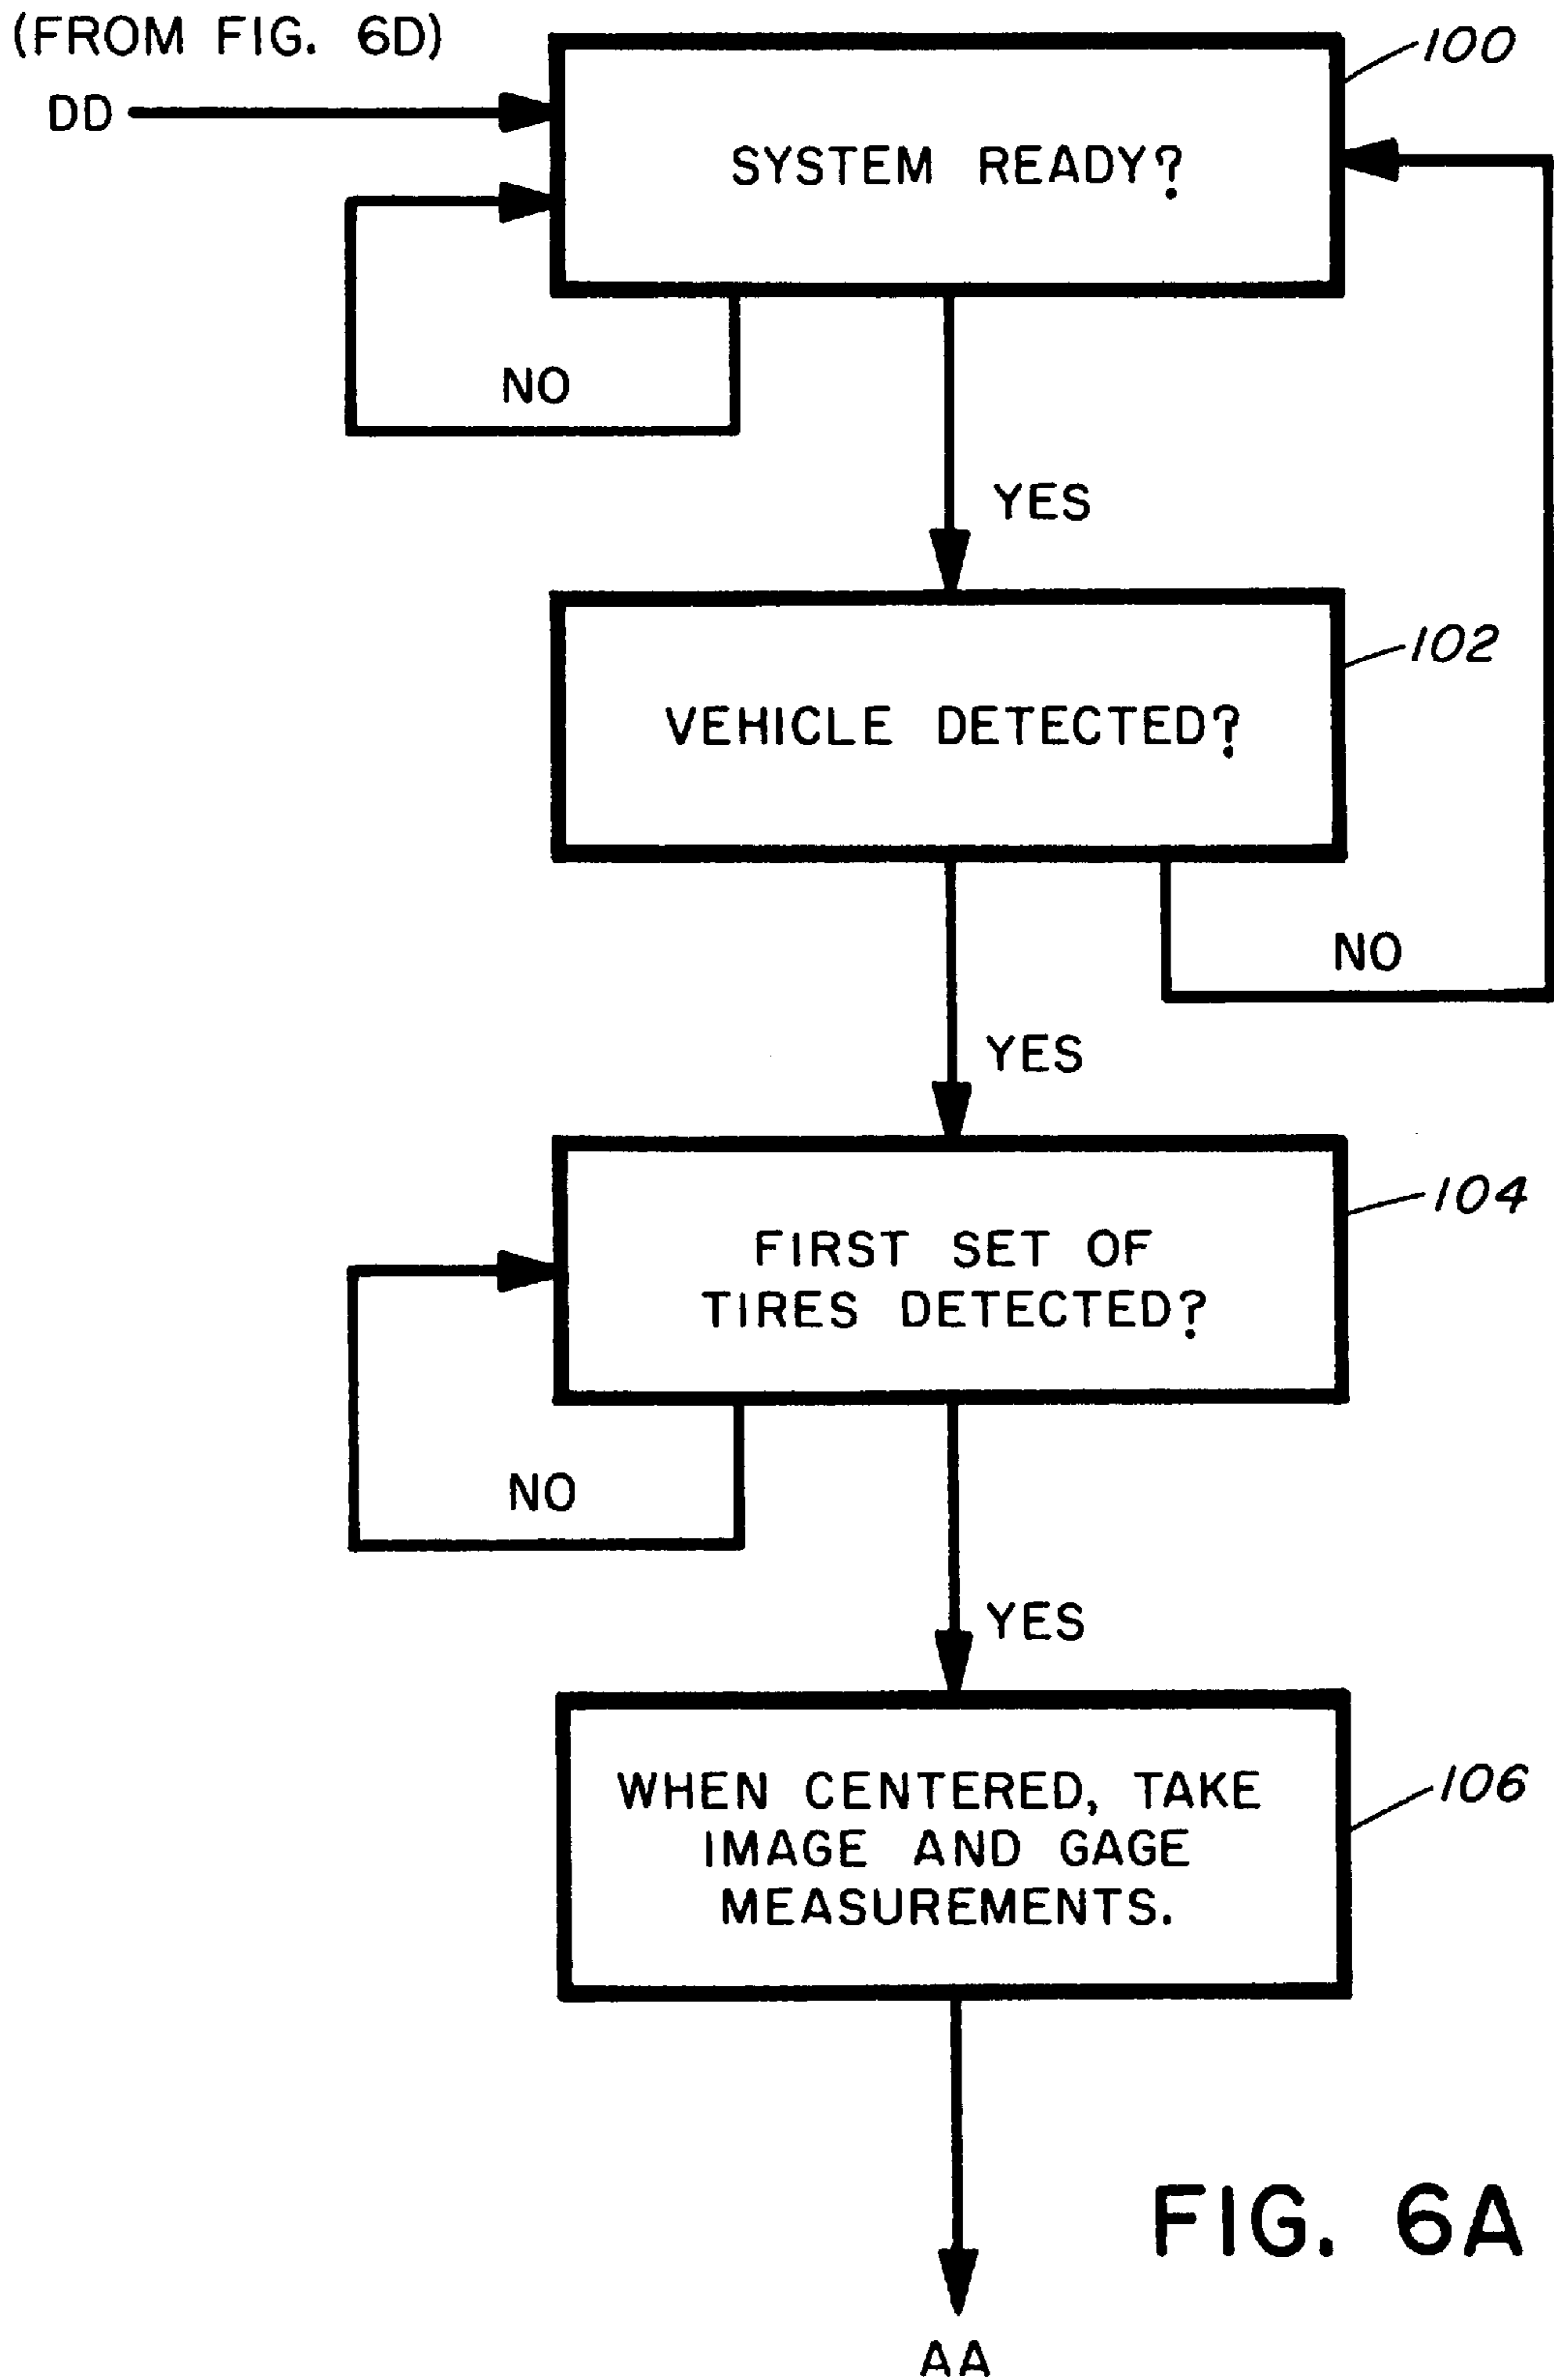 (FROM FIG. 6D)
DD
100
SYSTEM READY?
NO
YES
102
VEHICLE DETECTED?
NO
YES
104
FIRST SET OF
TIRES DETECTED?
NO
YES
106
WHEN CENTERED, TAKE
IMAGE AND GAGE
MEASUREMENTS.
FIG. 6A
AA